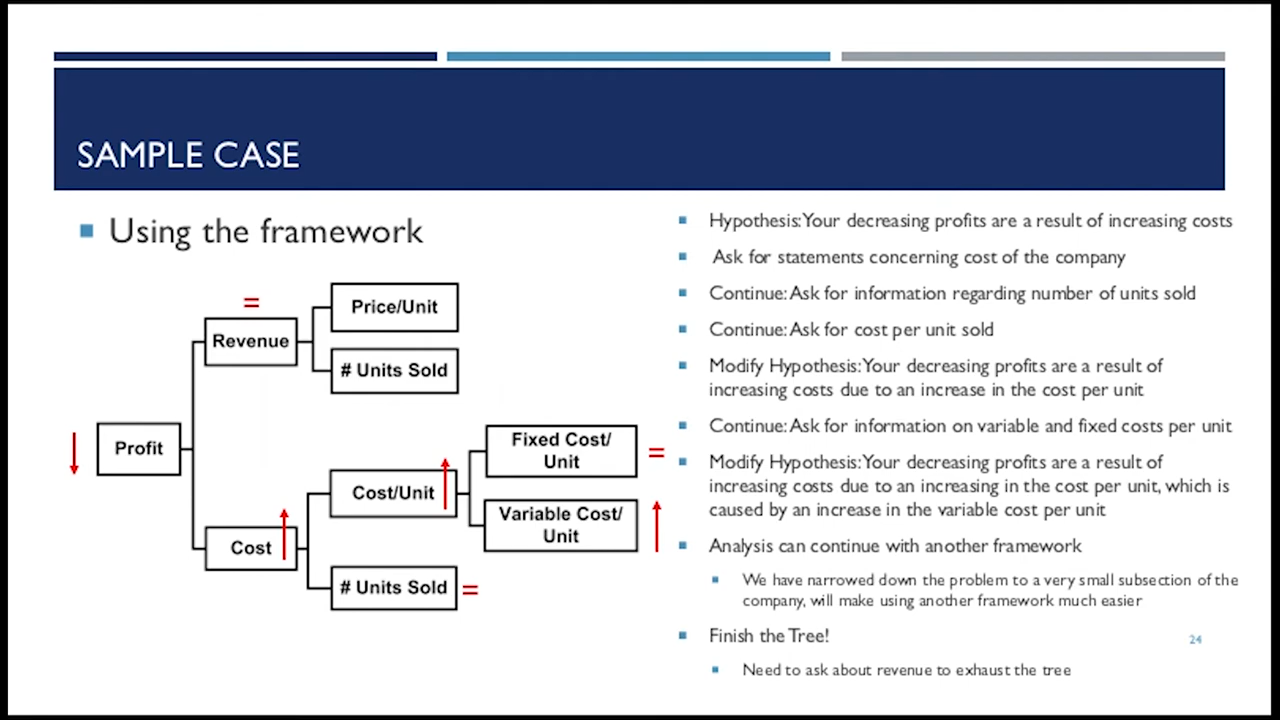 SAMPLE CASE
Using the framework
=
Revenue
Price/Unit
# Units Sold
Profit
Cost
Cost/Unit
# Units Sold
=
Fixed Cost/
Unit
=
Variable Cost/
Unit
Hypothesis: Your decreasing profits are a result of increasing costs
Ask for statements concerning cost of the company
Continue: Ask for information regarding number of units sold
Continue: Ask for cost per unit sold
Modify Hypothesis: Your decreasing profits are a result of
increasing costs due to an increase in the cost per unit
Continue: Ask for information on variable and fixed costs per unit
Modify Hypothesis: Your decreasing profits are a result of
increasing costs due to an increasing in the cost per unit, which is
caused by an increase in the variable cost per unit
Analysis can continue with another framework
We have narrowed down the problem to a very small subsection of the
company, will make using another framework much easier
Finish the Tree!
Need to ask about revenue to exhaust the tree
24